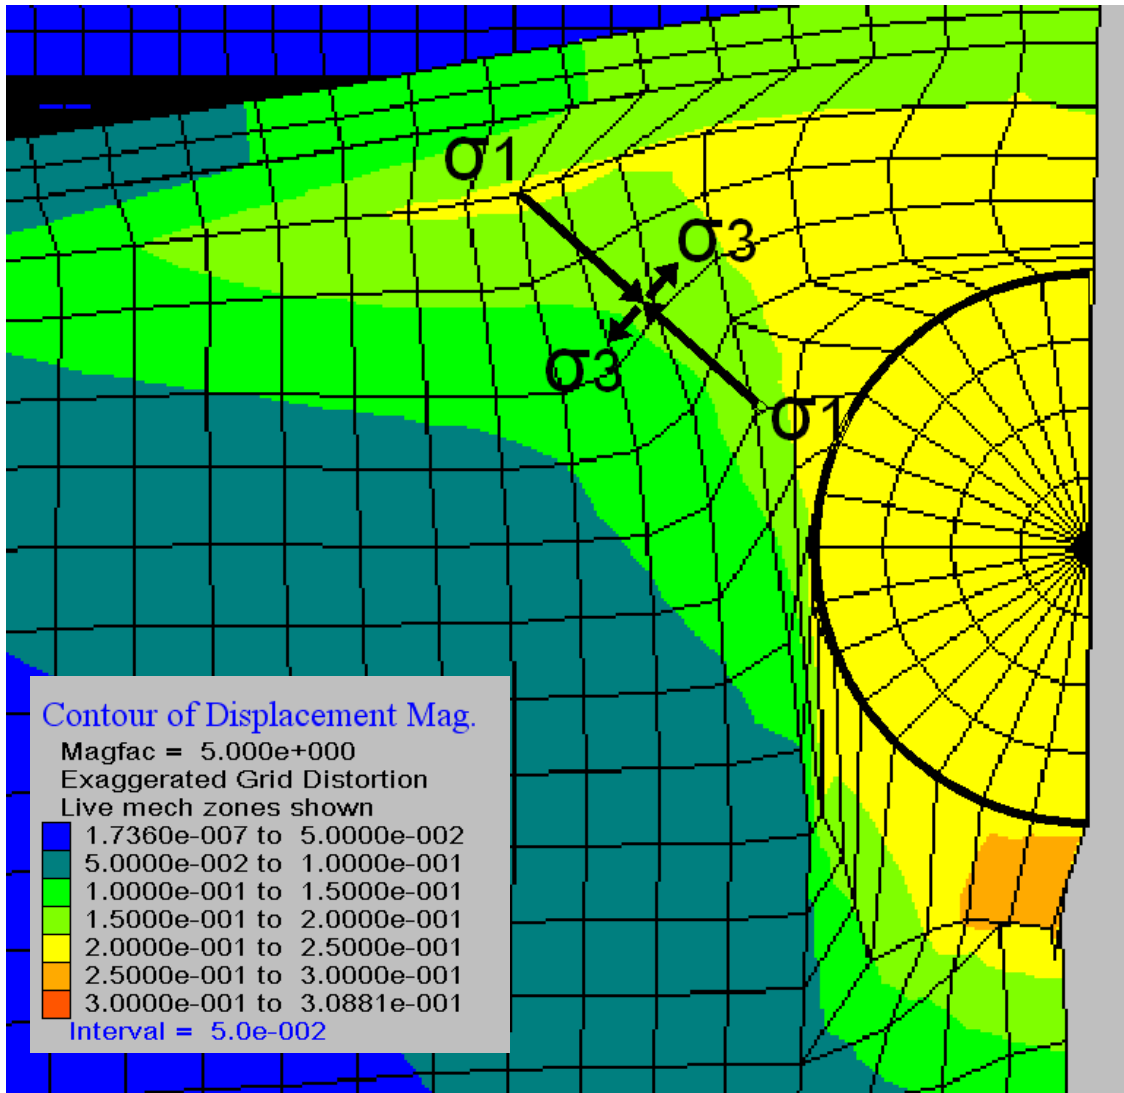 σ1
σ3
σ3
σ1
Contour of Displacement Mag.
Magfac = 5.000e+000
Exaggerated Grid Distortion
Live mech zones shown
1.7360e-007 to 5.0000e-002
5.0000e-002 to 1.0000e-001
1.0000e-001 to 1.5000e-001
1.5000e-001 to 2.0000e-001
2.0000e-001 to 2.5000e-001
2.5000e-001 to 3.0000e-001
3.0000e-001 to 3.0881e-001
Interval = 5.0e-002